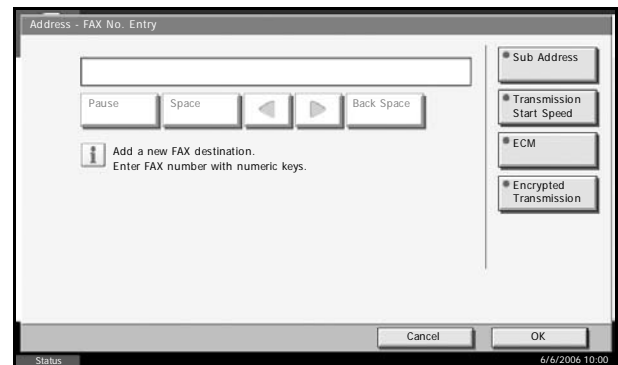 Address - FAX No. Entry
Sub Address
Pause
Space
Back Space
Transmission
Start Speed
Add a new FAX destination.
Enter FAX number with numeric keys.
ECM
Encrypted
Transmission
Cancel
OK
Status
6/6/2006 10:00